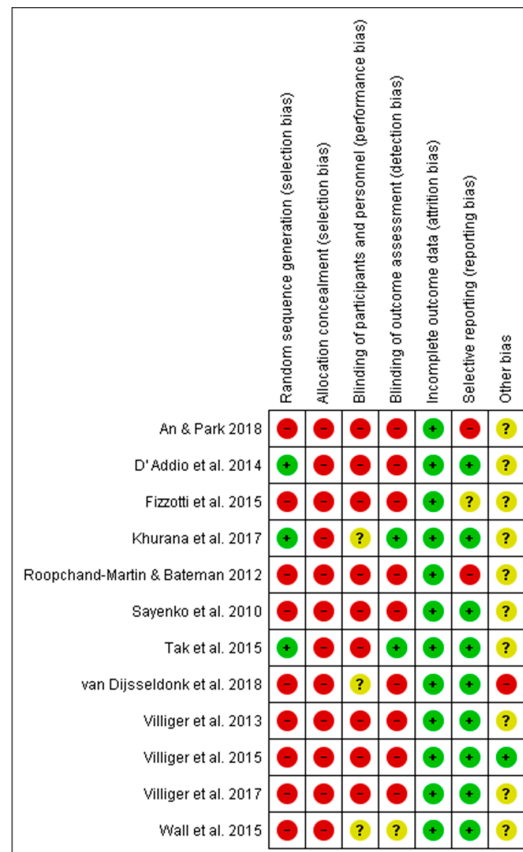 Random sequence generation (selection bias)
Allocation concealment (selection bias)
Blinding of participants and personnel (performance bias)
Blinding of outcome assessment (detection bias)
Incomplete outcome data (attrition bias)
Selective reporting (reporting bias)
Other bias
An & Park 2018 - - - - + - ?
D' Addio et al. 2014 + - - - + + ?
Fizzotti et al. 2015 - - - - + ? ?
Khurana et al. 2017 + - ? + + + ?
Roopchand-Martin & Bateman 2012 - - - - + - ?
Sayenko et al. 2010 - - - - + + ?
Tak et al. 2015 + - - + + + ?
van Dijsseldonk et al. 2018 - - ? - + + -
Villiger et al. 2013 - - - - + + ?
Villiger et al. 2015 - - - - + + +
Villiger et al. 2017 - - - - + + ?
Wall et al. 2015 - - ? ? + + ?